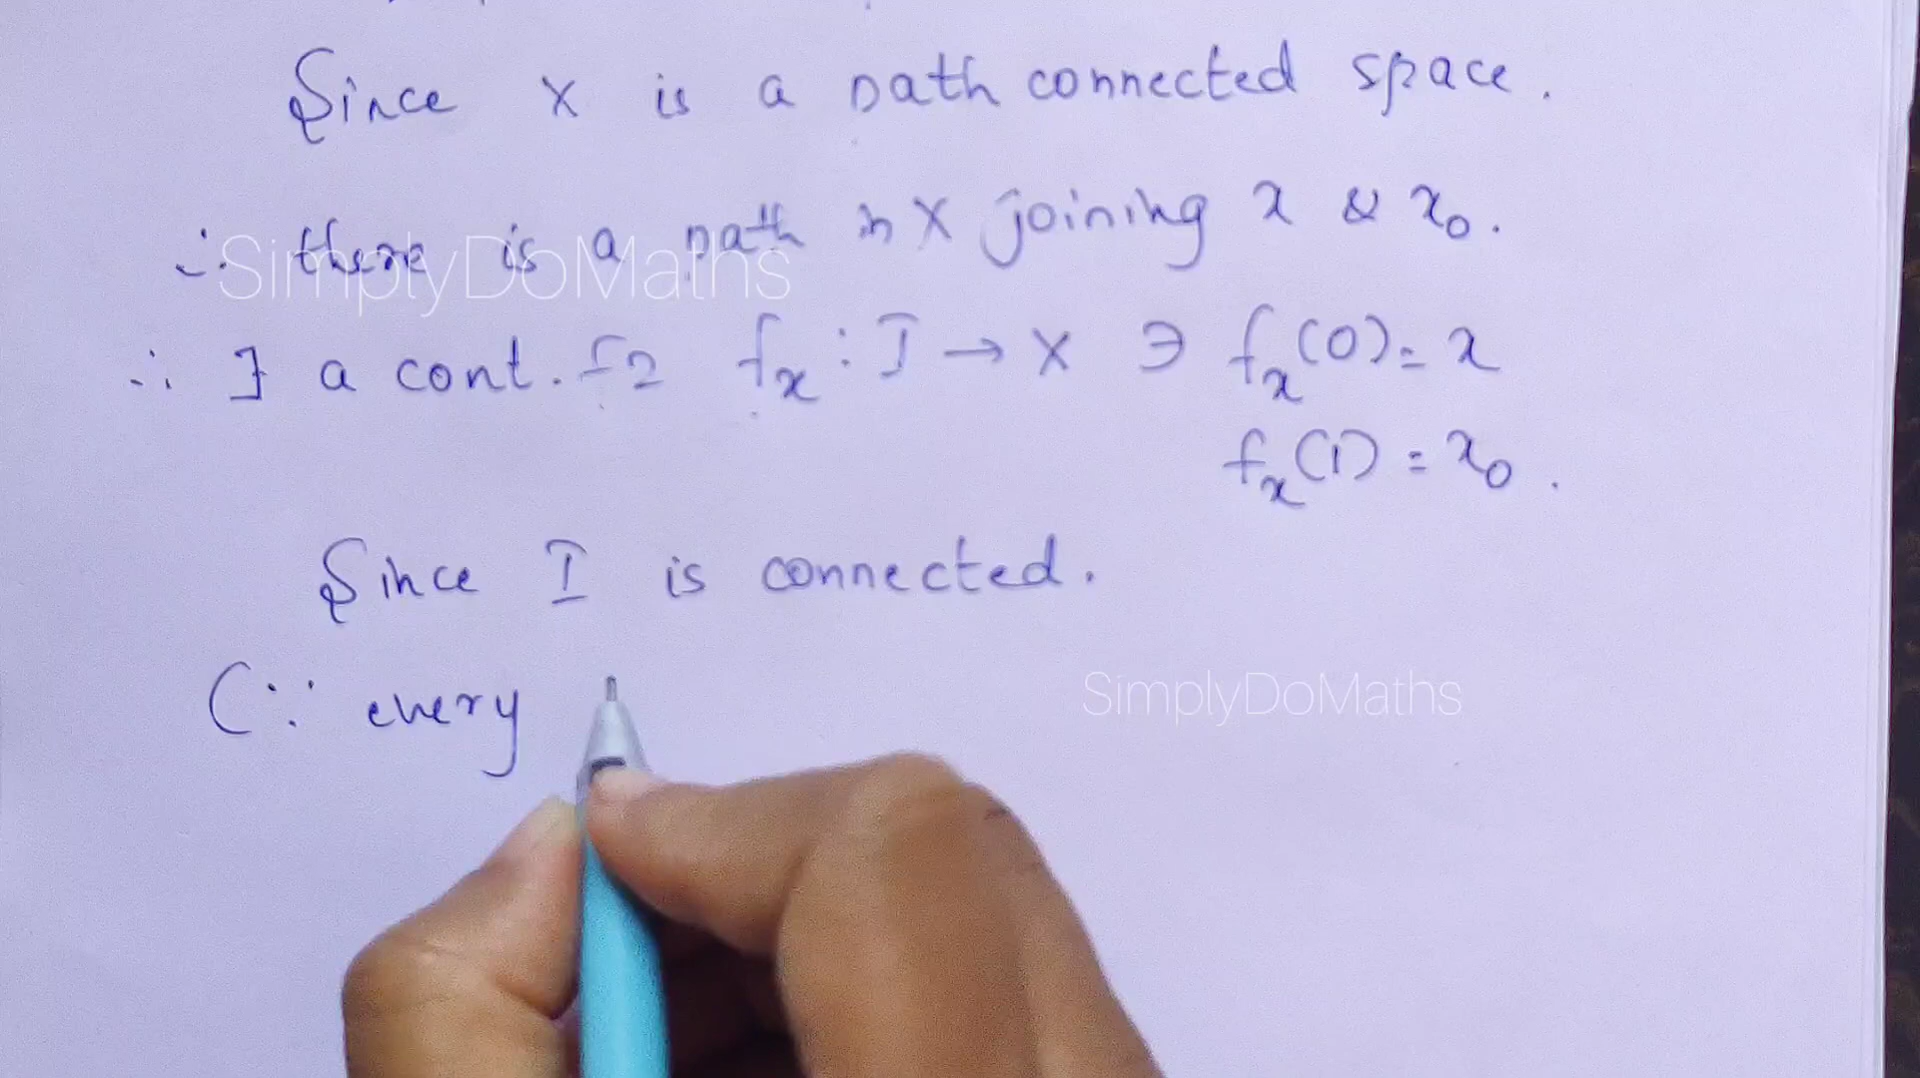 Since X is a path connected space.
∴ there is a path in X joining x & x₀.
SimplyDoMaths
∴ ∃ a cont. fn fₓ : I → X ∋ fₓ(0) = x
fₓ(1) = x₀.
Since I is connected.
(∵ every
SimplyDoMaths